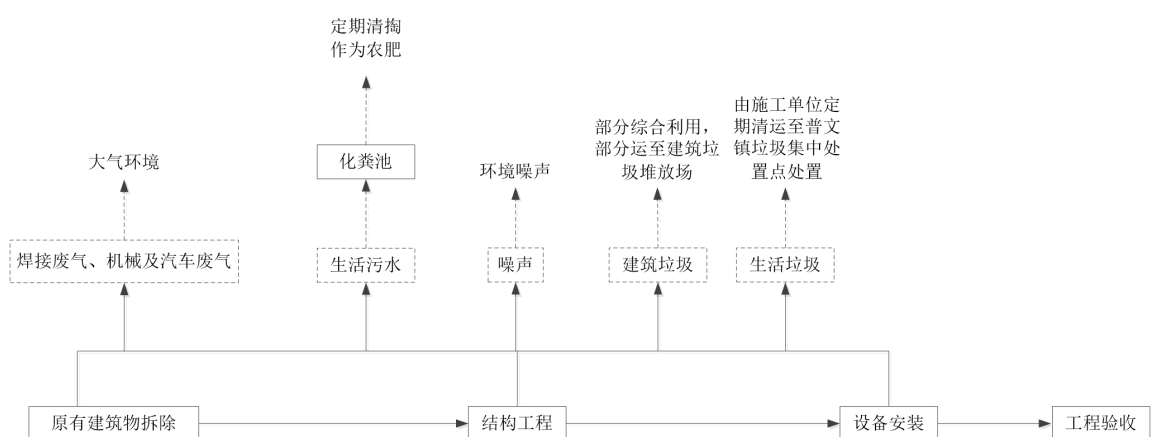 定期清掏
作为农肥
由施工单位定
期清运至普文
镇垃圾集中处
置点处置
部分综合利用，
部分运至建筑垃
圾堆放场
大气环境
化粪池
环境噪声
焊接废气、机械及汽车废气
生活污水
噪声
建筑垃圾
生活垃圾
原有建筑物拆除
结构工程
设备安装
工程验收